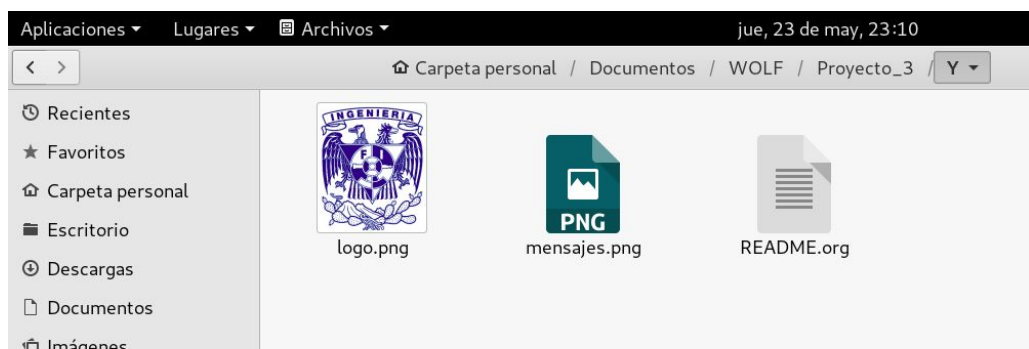 Aplicaciones Lugares Archivos jue, 23 de may, 23:10
Carpeta personal / Documentos / WOLF / Proyecto_3 / Y
Recientes
Favoritos
Carpeta personal
Escritorio
Descargas
Documentos
Imágenes
INGENIERIA
F I
logo.png
PNG
mensajes.png
README.org